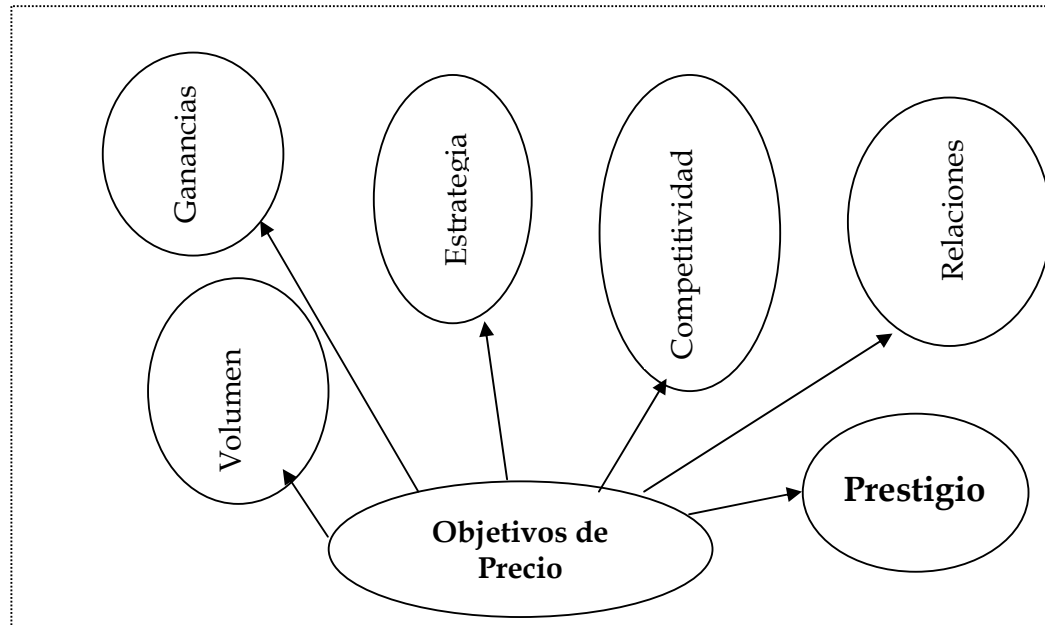 Ganancias
Estrategia
Competitividad
Relaciones
Volumen
Prestigio
Objetivos de
Precio